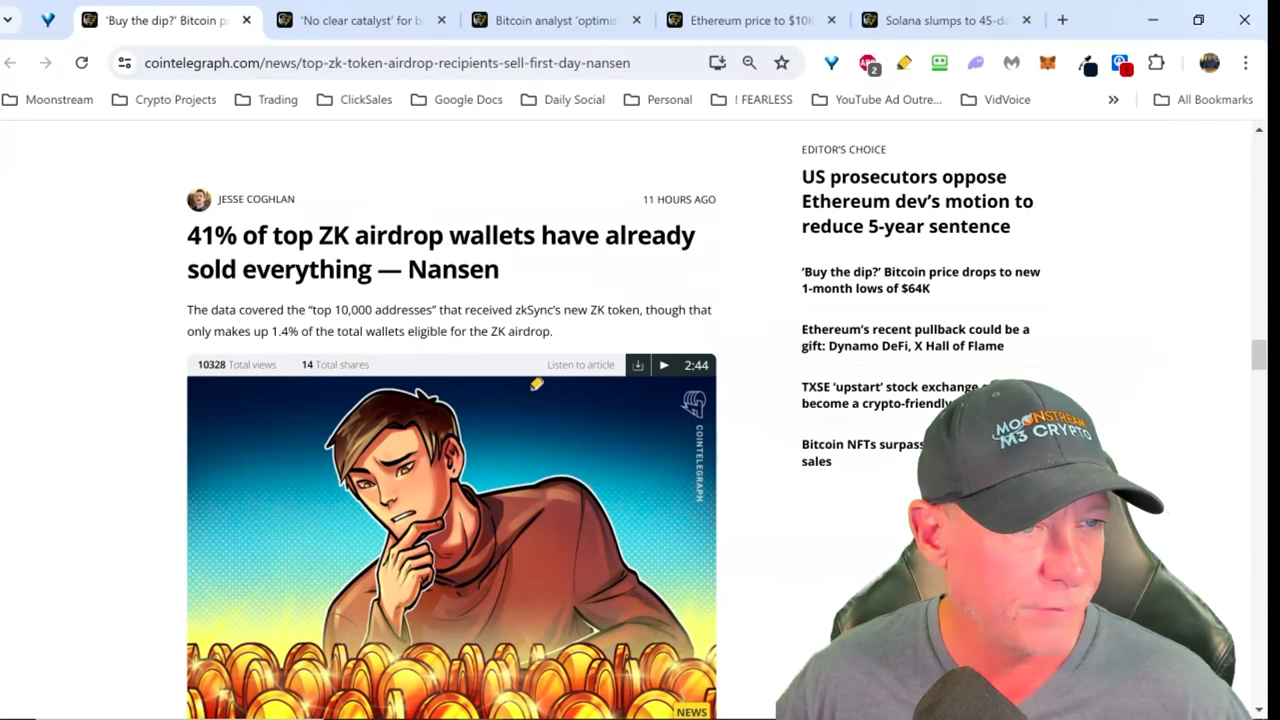 'Buy the dip?' Bitcoin p
'No clear catalyst' for b
Bitcoin analyst 'optimis
Ethereum price to $10K
Solana slumps to 45-da
cointelegraph.com/news/top-zk-token-airdrop-recipients-sell-first-day-nansen
2
Moonstream
Crypto Projects
Trading
ClickSales
Google Docs
Daily Social
Personal
! FEARLESS
YouTube Ad Outre...
VidVoice
»
All Bookmarks
JESSE COGHLAN
11 HOURS AGO
41% of top ZK airdrop wallets have already
sold everything — Nansen
The data covered the “top 10,000 addresses” that received zkSync’s new ZK token, though that
only makes up 1.4% of the total wallets eligible for the ZK airdrop.
10328 Total views
14 Total shares
Listen to article
2:44
COINTELEGRAPH
NEWS
EDITOR’S CHOICE
US prosecutors oppose
Ethereum dev’s motion to
reduce 5-year sentence
‘Buy the dip?’ Bitcoin price drops to new
1-month lows of $64K
Ethereum’s recent pullback could be a
gift: Dynamo DeFi, X Hall of Flame
TXSE ‘upstart’ stock exchange
become a crypto-friendly
Bitcoin NFTs surpass
sales
MOONSTREAM
M3 CRYPTO